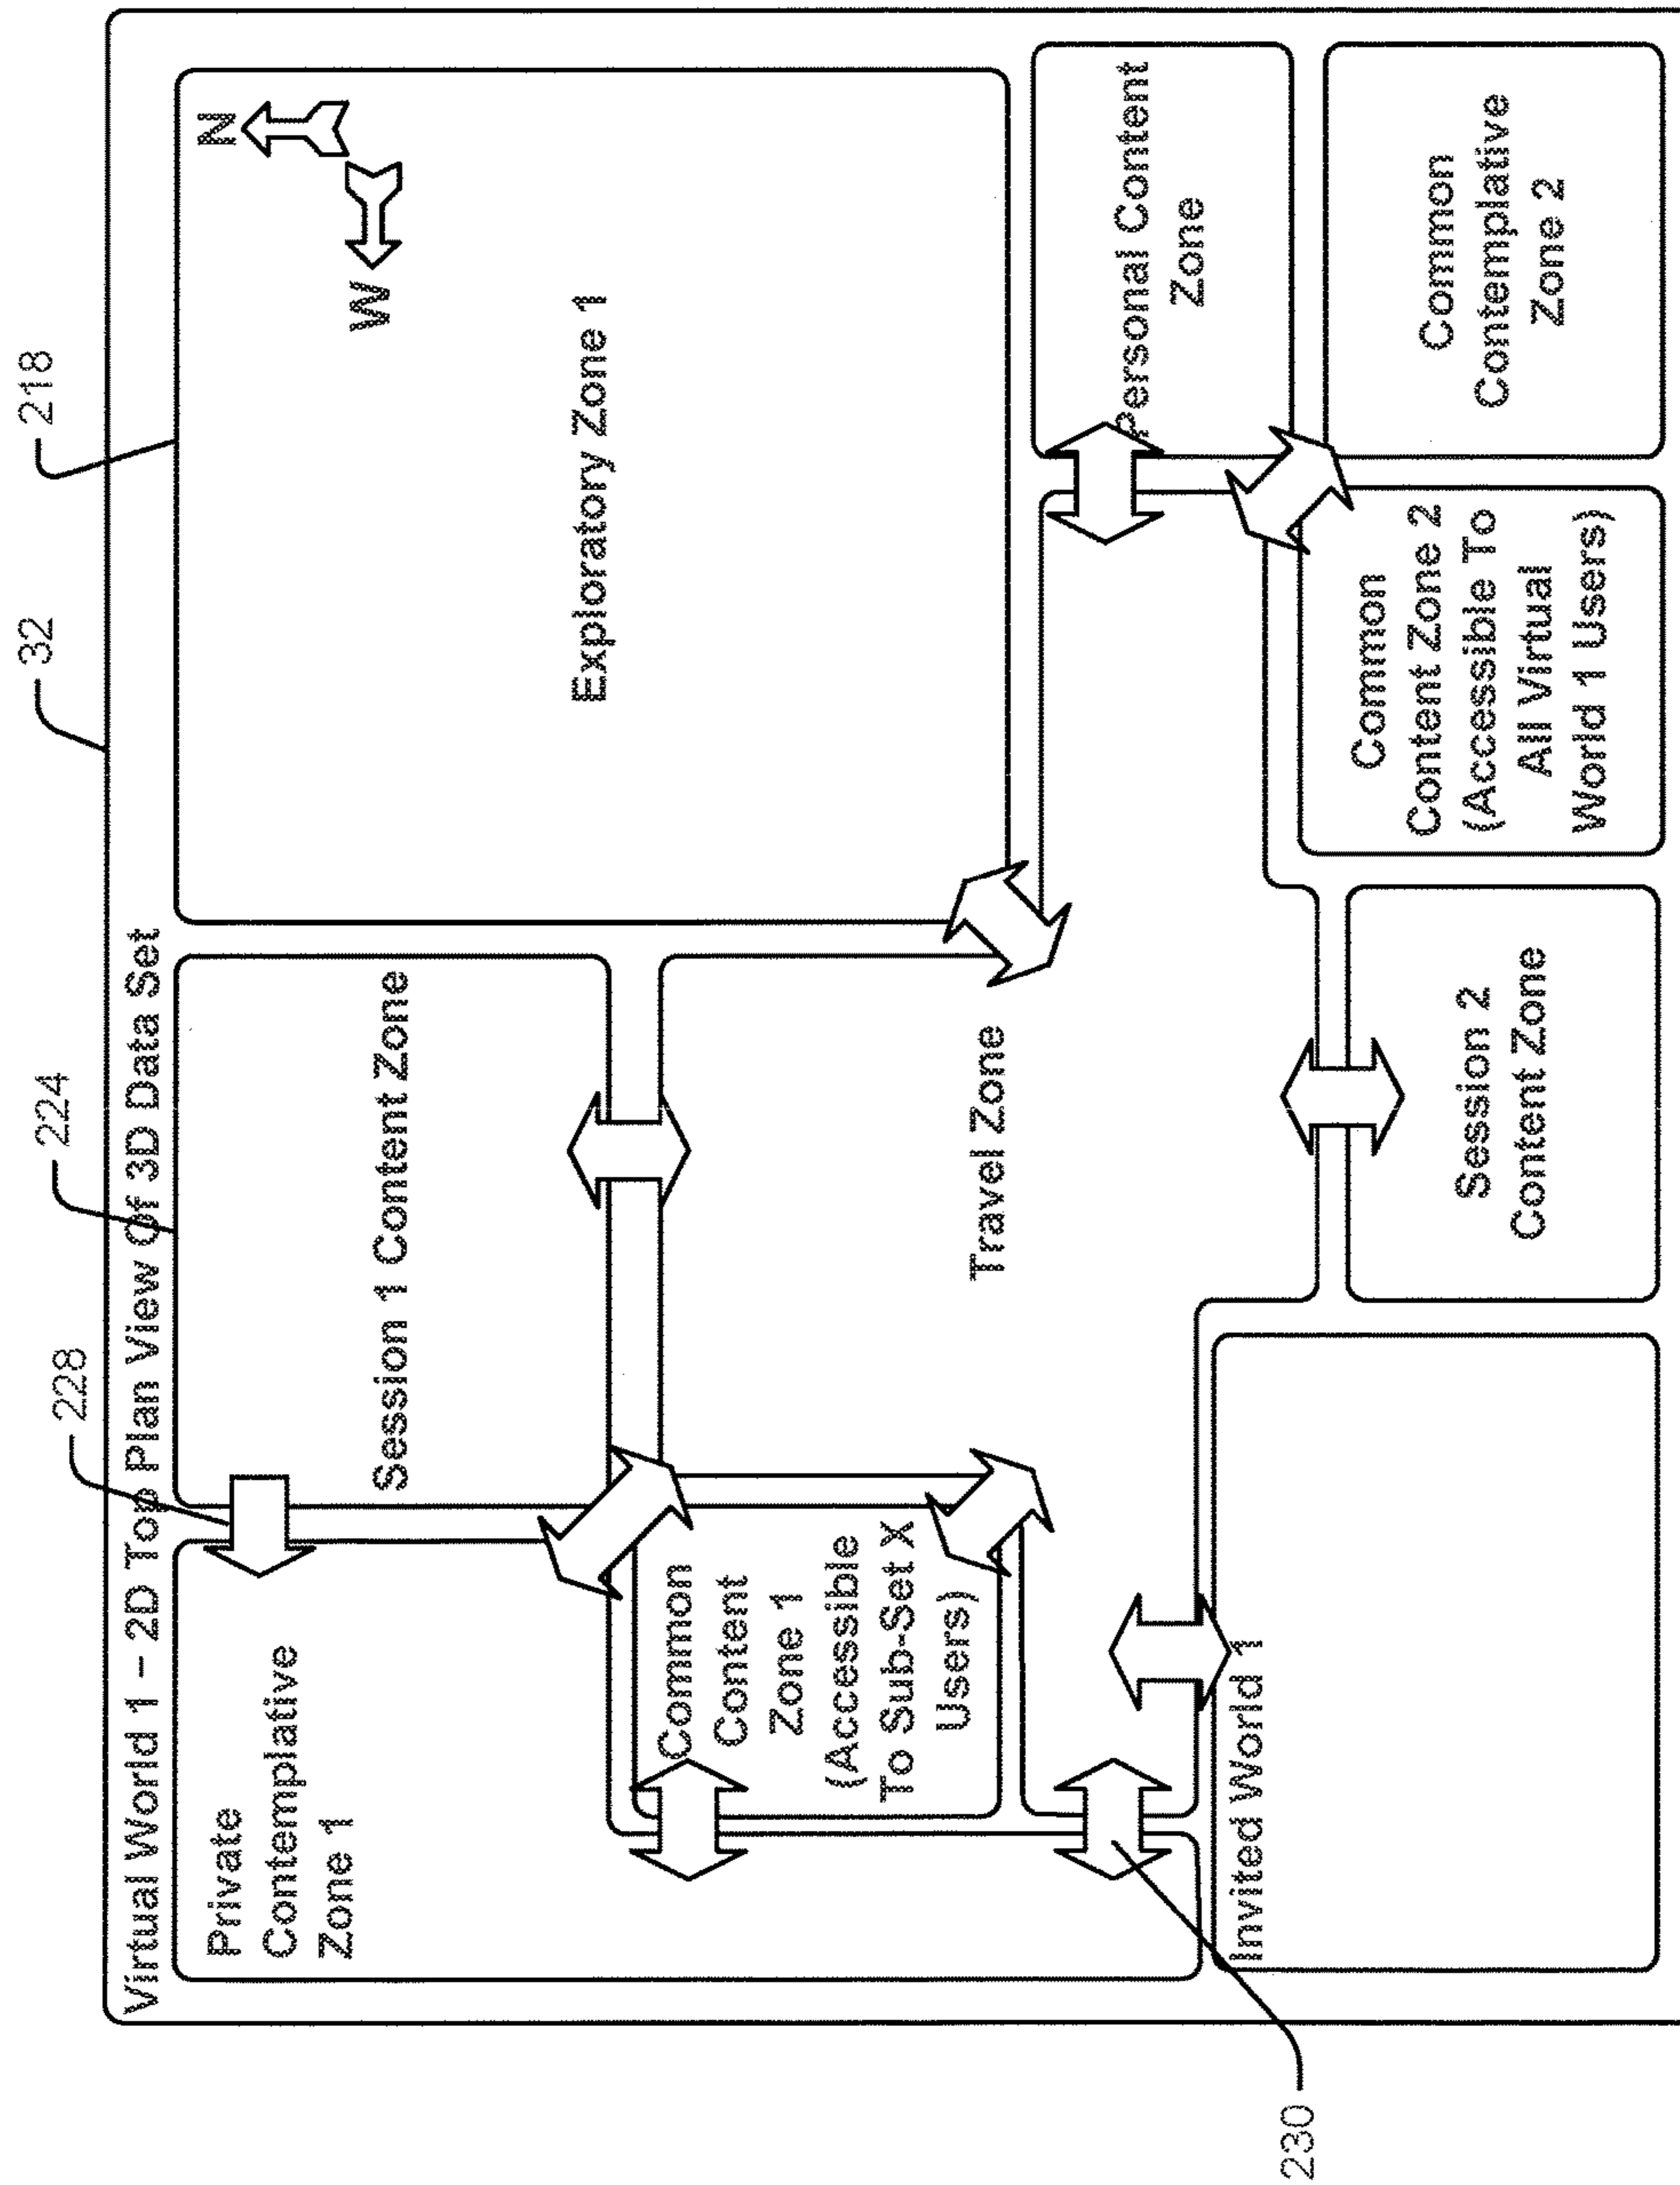 230
228
224
32
218
Virtual World 1 – 2D Top Plan View Of 3D Data Set
Private
Contemplative
Zone 1
Session 1 Content Zone
N
W
Exploratory Zone 1
Common
Content
Zone 1
(Accessible
To Sub-Set X
Users)
Travel Zone
Personal Content
Zone
Invited World 1
Session 2
Content Zone
Common
Content Zone 2
(Accessible To
All Virtual
World 1 Users)
Common
Contemplative
Zone 2